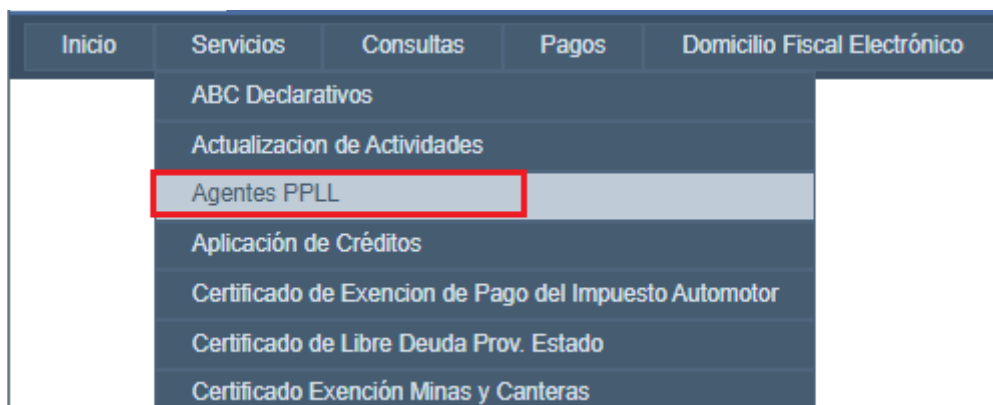 Inicio Servicios Consultas Pagos Domicilio Fiscal Electrónico
ABC Declarativos
Actualizacion de Actividades
Agentes PPLL
Aplicación de Créditos
Certificado de Exencion de Pago del Impuesto Automotor
Certificado de Libre Deuda Prov. Estado
Certificado Exención Minas y Canteras